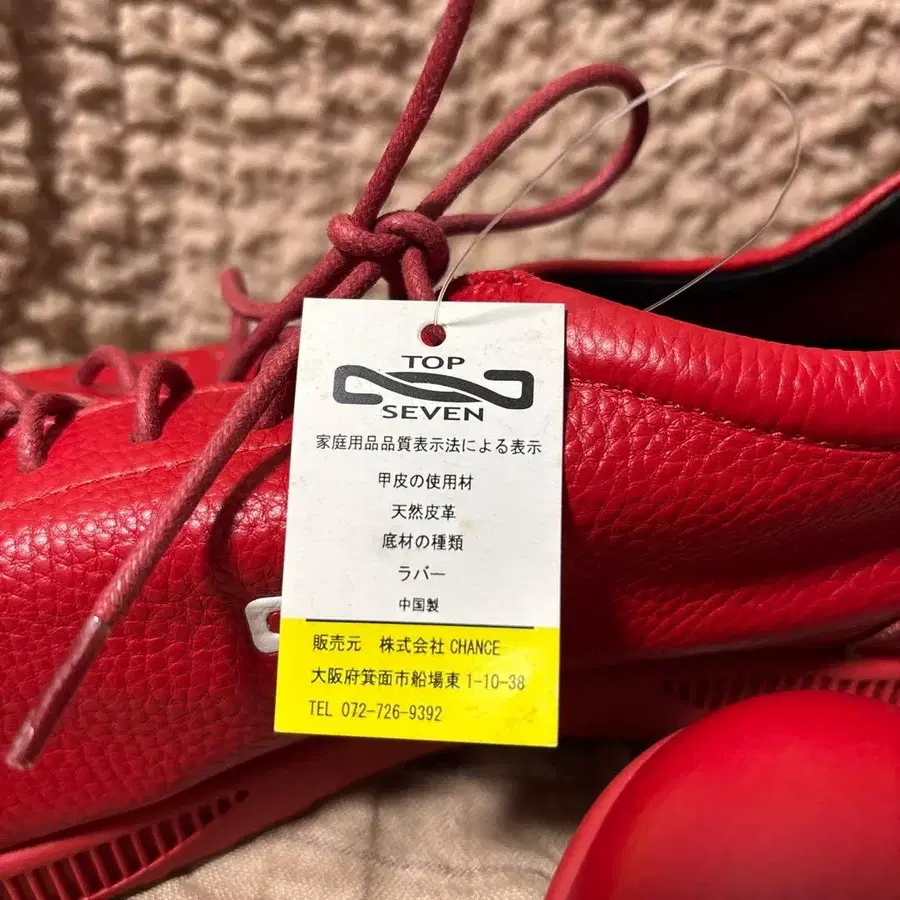 TOP
SEVEN
家庭用品品質表示法による表示
甲皮の使用材
天然皮革
底材の種類
ラバー
中国製
販売元 株式会社 CHANCE
大阪府箕面市船場東 1-10-38
TEL 072-726-9392